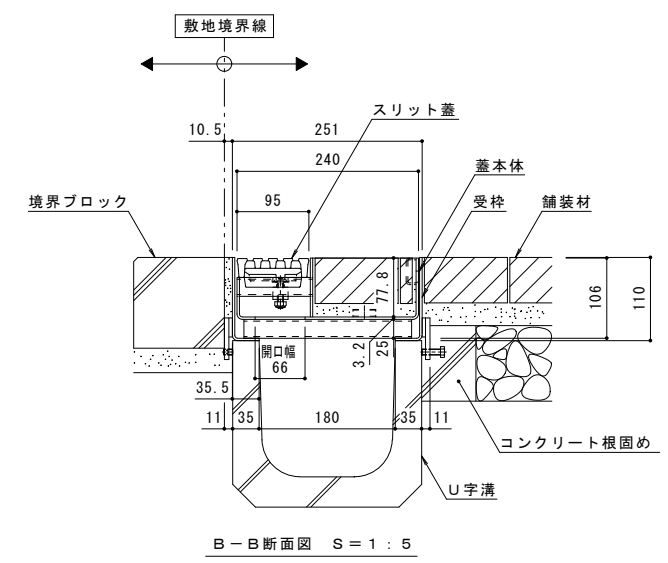 敷地境界線
スリット蓋
10.5
251
240
蓋本体
境界ブロック
95
受枠
舗装材
77.8
106
110
開口幅
66
3.2
25
35.5
11
35
180
35
11
コンクリート根固め
U字溝
B－B断面図 S＝1：5